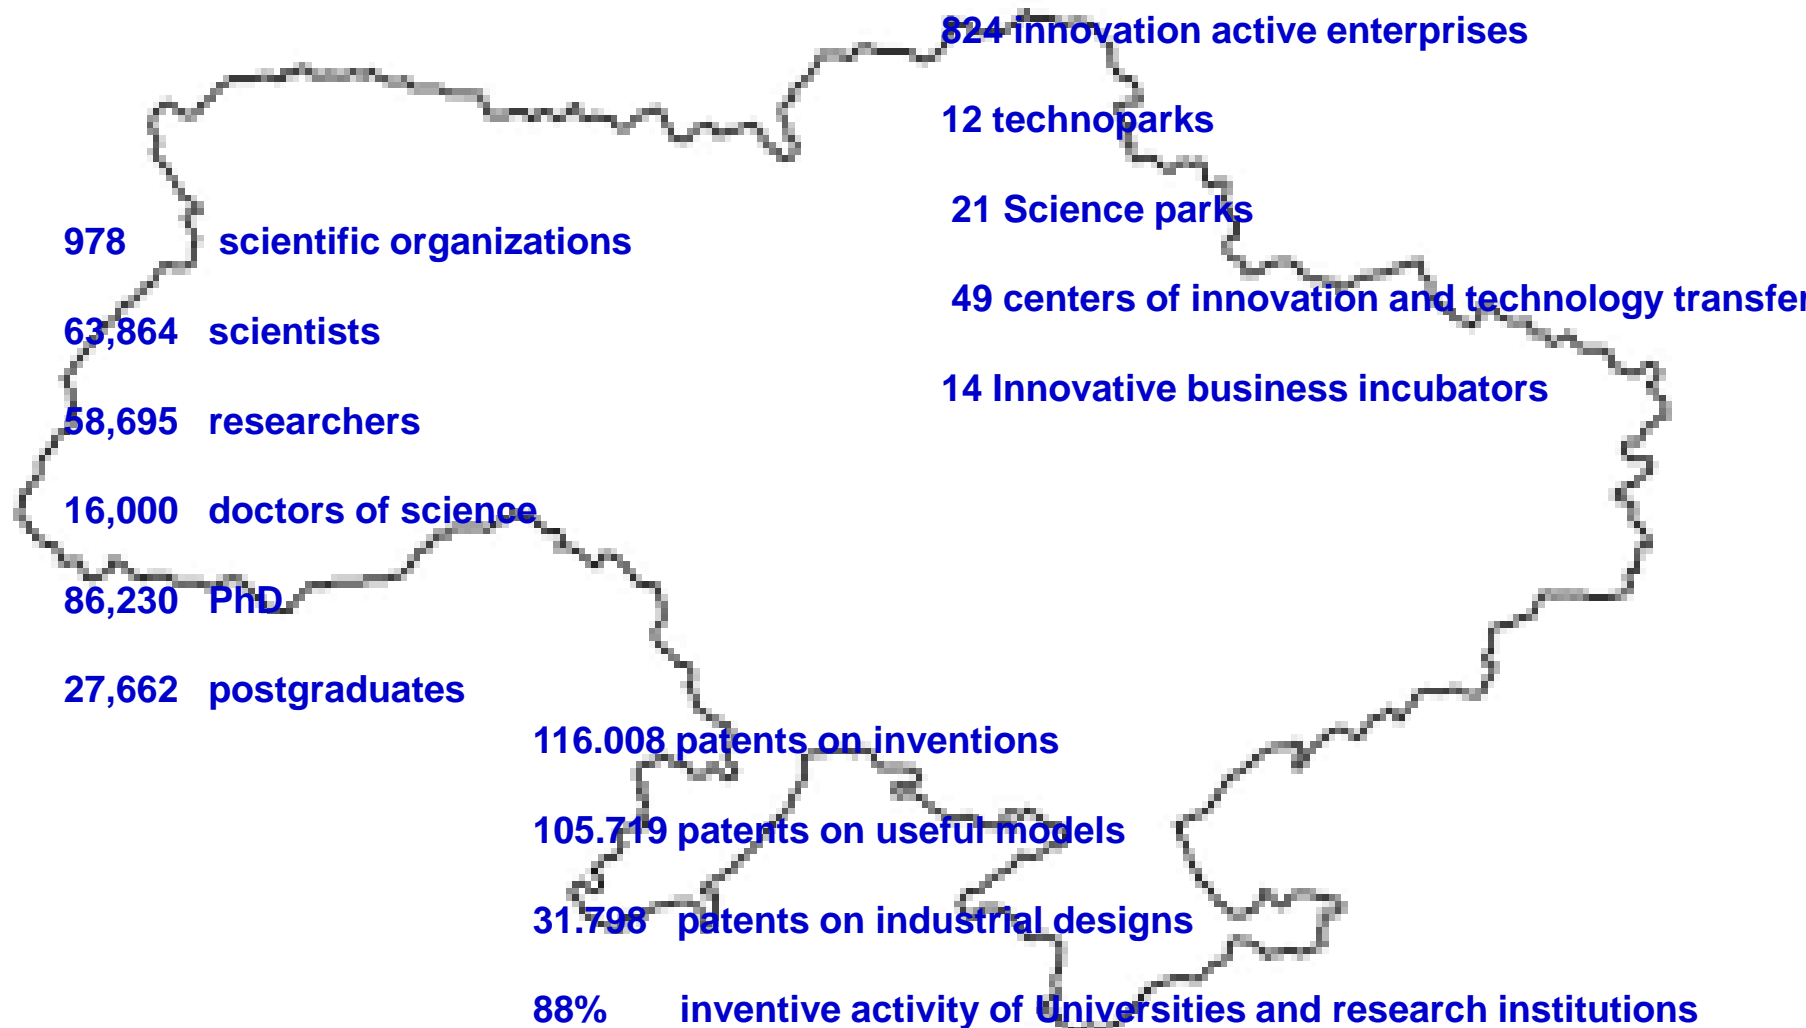 824 innovation active enterprises
12 technoparks
21 Science parks
49 centers of innovation and technology transfer
14 Innovative business incubators
978 scientific organizations
63,864 scientists
58,695 researchers
16,000 doctors of science
86,230 PhD
27,662 postgraduates
116.008 patents on inventions
105.719 patents on useful models
31.798 patents on industrial designs
88% inventive activity of Universities and research institutions